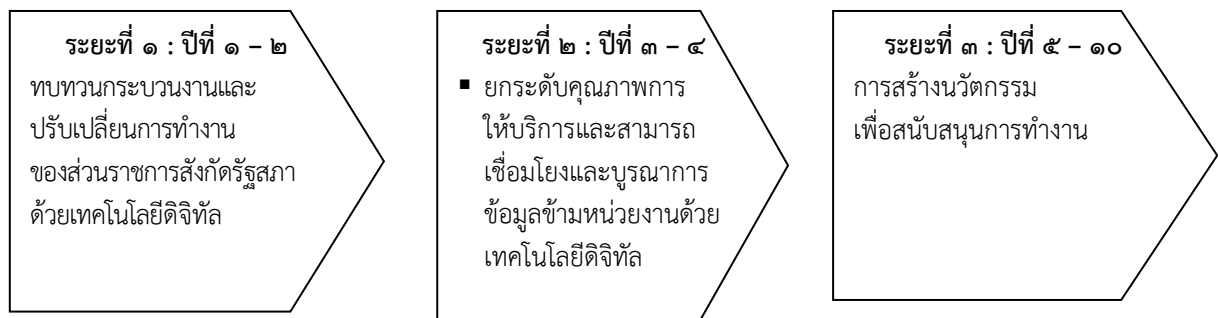 ระยะที่ ๑ : ปีที่ ๑ – ๒
ทบทวนกระบวนงานและ
ปรับเปลี่ยนการทำงาน
ของส่วนราชการสังกัดรัฐสภา
ด้วยเทคโนโลยีดิจิทัล
ระยะที่ ๒ : ปีที่ ๓ – ๔
▪ ยกระดับคุณภาพการ
ให้บริการและสามารถ
เชื่อมโยงและบูรณาการ
ข้อมูลข้ามหน่วยงานด้วย
เทคโนโลยีดิจิทัล
ระยะที่ ๓ : ปีที่ ๕ – ๑๐
การสร้างนวัตกรรม
เพื่อสนับสนุนการทำงาน